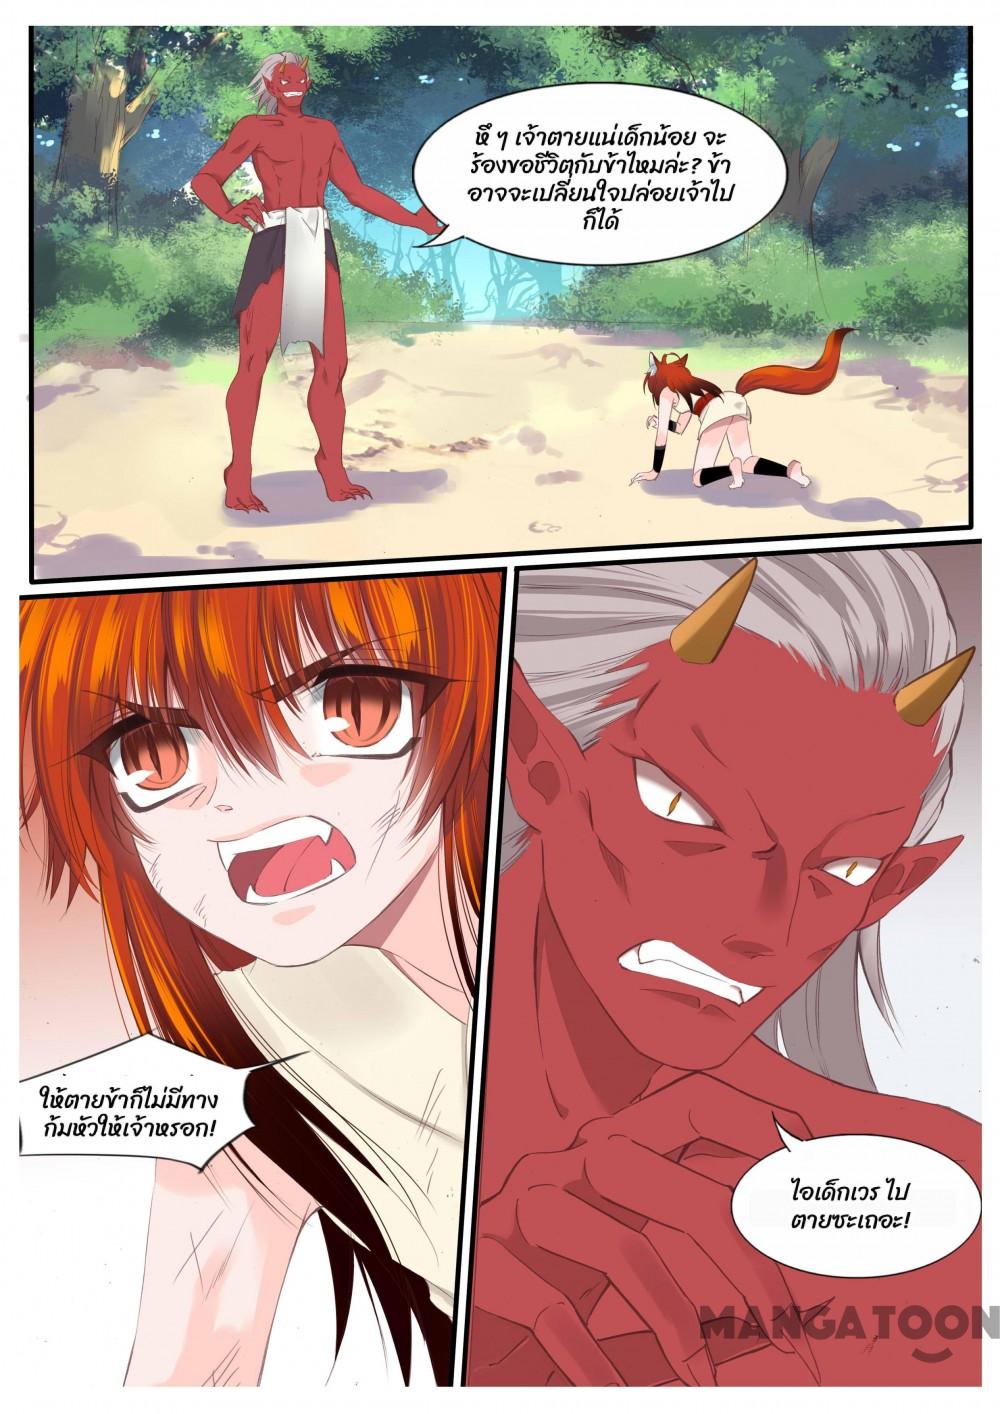 หึ ๆ เจ้าตายแน่เด็กน้อย จะ
ร้องขอชีวิตกับข้าไหมล่ะ? ข้า
อาจจะเปลี่ยนใจปล่อยเจ้าไป
ก็ได้
ให้ตายข้าก็ไม่มีทาง
ก้มหัวให้เจ้าหรอก!
ไอเด็กเวร ไป
ตายซะเถอะ!
MANGATOON